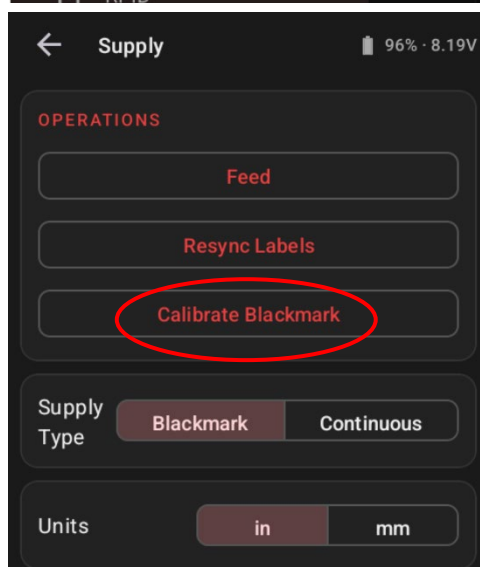 Supply
96% · 8.19V
OPERATIONS
Feed
Resync Labels
Calibrate Blackmark
Supply Type
Blackmark
Continuous
Units
in
mm